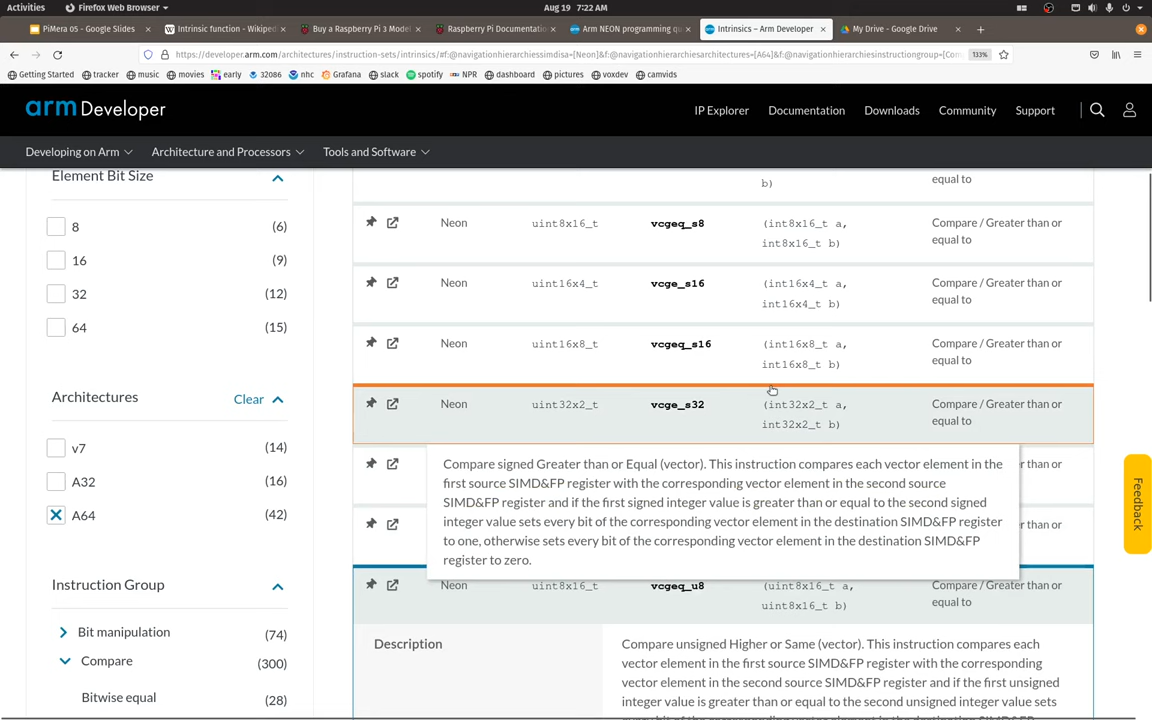 Activities
Firefox Web Browser
Aug 19 7:22 AM
PiMera 05 - Google Slides
Intrinsic function - Wikiped
Buy a Raspberry Pi 3 Model
Raspberry Pi Documentatio
Arm NEON programming qu
Intrinsics – Arm Developer
My Drive - Google Drive
https://developer.arm.com/architectures/instruction-sets/intrinsics/#f:@navigationhierarchiessimdisa=[Neon]&f:@navigationhierarchiesarchitectures=[A64]&f:@navigationhierarchiesinstructiongroup=[Com
133%
Getting Started
tracker
music
movies
early
32086
nhc
Grafana
slack
spotify
NPR
dashboard
pictures
voxdev
camvids
arm Developer
IP Explorer
Documentation
Downloads
Community
Support
Developing on Arm
Architecture and Processors
Tools and Software
Element Bit Size
8 (6)
16 (9)
32 (12)
64 (15)
Architectures
Clear
v7 (14)
A32 (16)
A64 (42)
Instruction Group
Bit manipulation (74)
Compare (300)
Bitwise equal (28)
b) equal to
Neon uint8x16_t vcgeq_s8 (int8x16_t a, Compare / Greater than or
int8x16_t b) equal to
Neon uint16x4_t vcge_s16 (int16x4_t a, Compare / Greater than or
int16x4_t b) equal to
Neon uint16x8_t vcgeq_s16 (int16x8_t a, Compare / Greater than or
int16x8_t b) equal to
Neon uint32x2_t vcge_s32 (int32x2_t a, Compare / Greater than or
int32x2_t b) equal to
r than or
r than or
Compare signed Greater than or Equal (vector). This instruction compares each vector element in the
first source SIMD&FP register with the corresponding vector element in the second source
SIMD&FP register and if the first signed integer value is greater than or equal to the second signed
integer value sets every bit of the corresponding vector element in the destination SIMD&FP register
to one, otherwise sets every bit of the corresponding vector element in the destination SIMD&FP
register to zero.
Neon uint8x16_t vcgeq_u8 (uint8x16_t a, Compare / Greater than or
uint8x16_t b) equal to
Description
Compare unsigned Higher or Same (vector). This instruction compares each
vector element in the first source SIMD&FP register with the corresponding
vector element in the second source SIMD&FP register and if the first unsigned
integer value is greater than or equal to the second unsigned integer value sets
Feedback